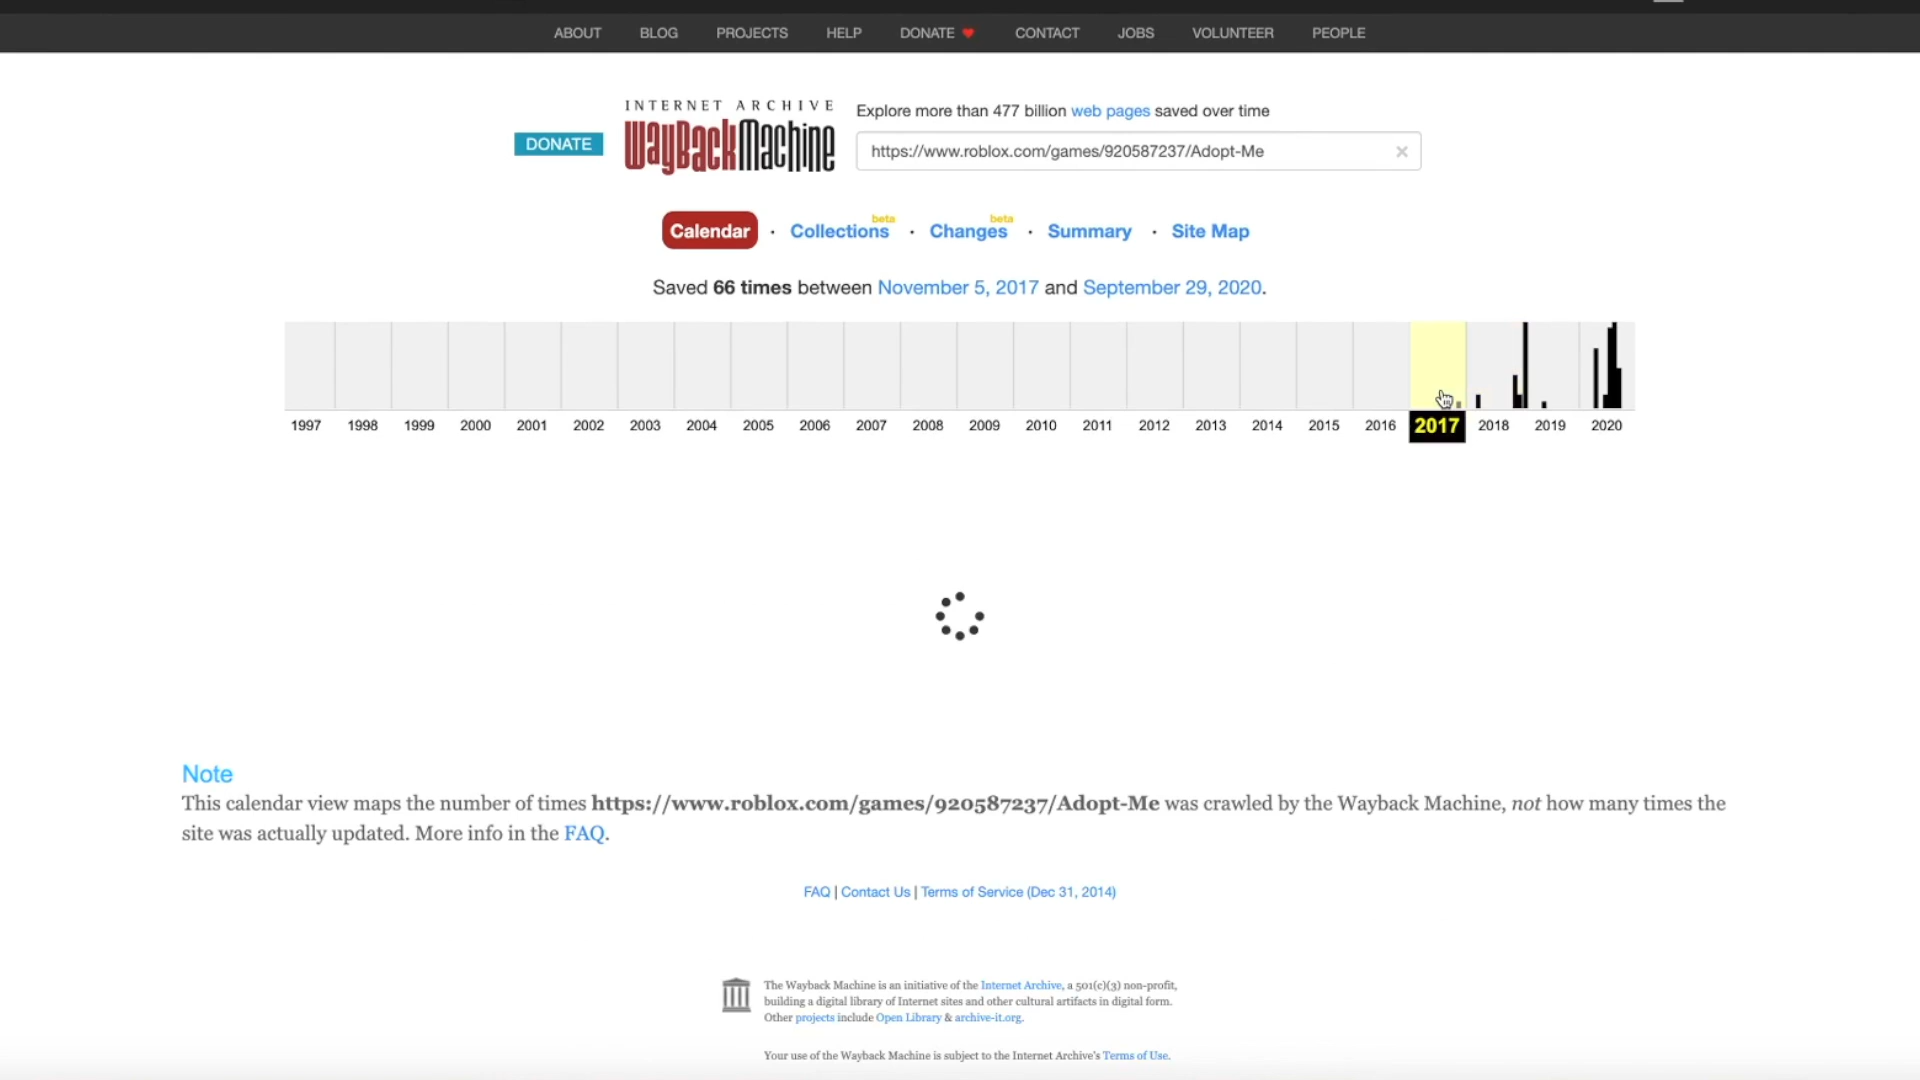 ABOUT BLOG PROJECTS HELP DONATE CONTACT JOBS VOLUNTEER PEOPLE
INTERNET ARCHIVE
WayBackMachine
DONATE
Explore more than 477 billion web pages saved over time
https://www.roblox.com/games/920587237/Adopt-Me ×
Calendar · Collections beta · Changes beta · Summary · Site Map
Saved 66 times between November 5, 2017 and September 29, 2020.
1997 1998 1999 2000 2001 2002 2003 2004 2005 2006 2007 2008 2009 2010 2011 2012 2013 2014 2015 2016 2017 2018 2019 2020
Note
This calendar view maps the number of times https://www.roblox.com/games/920587237/Adopt-Me was crawled by the Wayback Machine, not how many times the
site was actually updated. More info in the FAQ.
FAQ | Contact Us | Terms of Service (Dec 31, 2014)
The Wayback Machine is an initiative of the Internet Archive, a 501(c)(3) non-profit,
building a digital library of Internet sites and other cultural artifacts in digital form.
Other projects include Open Library & archive-it.org.
Your use of the Wayback Machine is subject to the Internet Archive's Terms of Use.